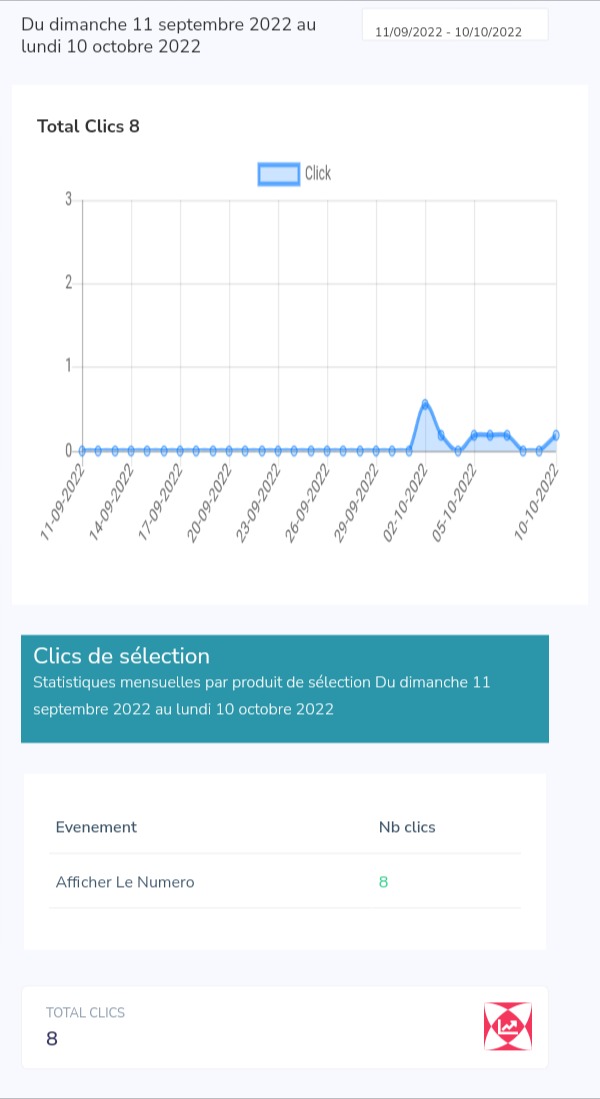 Du dimanche 11 septembre 2022 au
lundi 10 octobre 2022
11/09/2022 - 10/10/2022
Total Clics 8
Click
3
2
1
0
11-09-2022
14-09-2022
17-09-2022
20-09-2022
23-09-2022
26-09-2022
29-09-2022
02-10-2022
05-10-2022
10-10-2022
Clics de sélection
Statistiques mensuelles par produit de sélection Du dimanche 11
septembre 2022 au lundi 10 octobre 2022
Evenement Nb clics
Afficher Le Numero 8
TOTAL CLICS
8